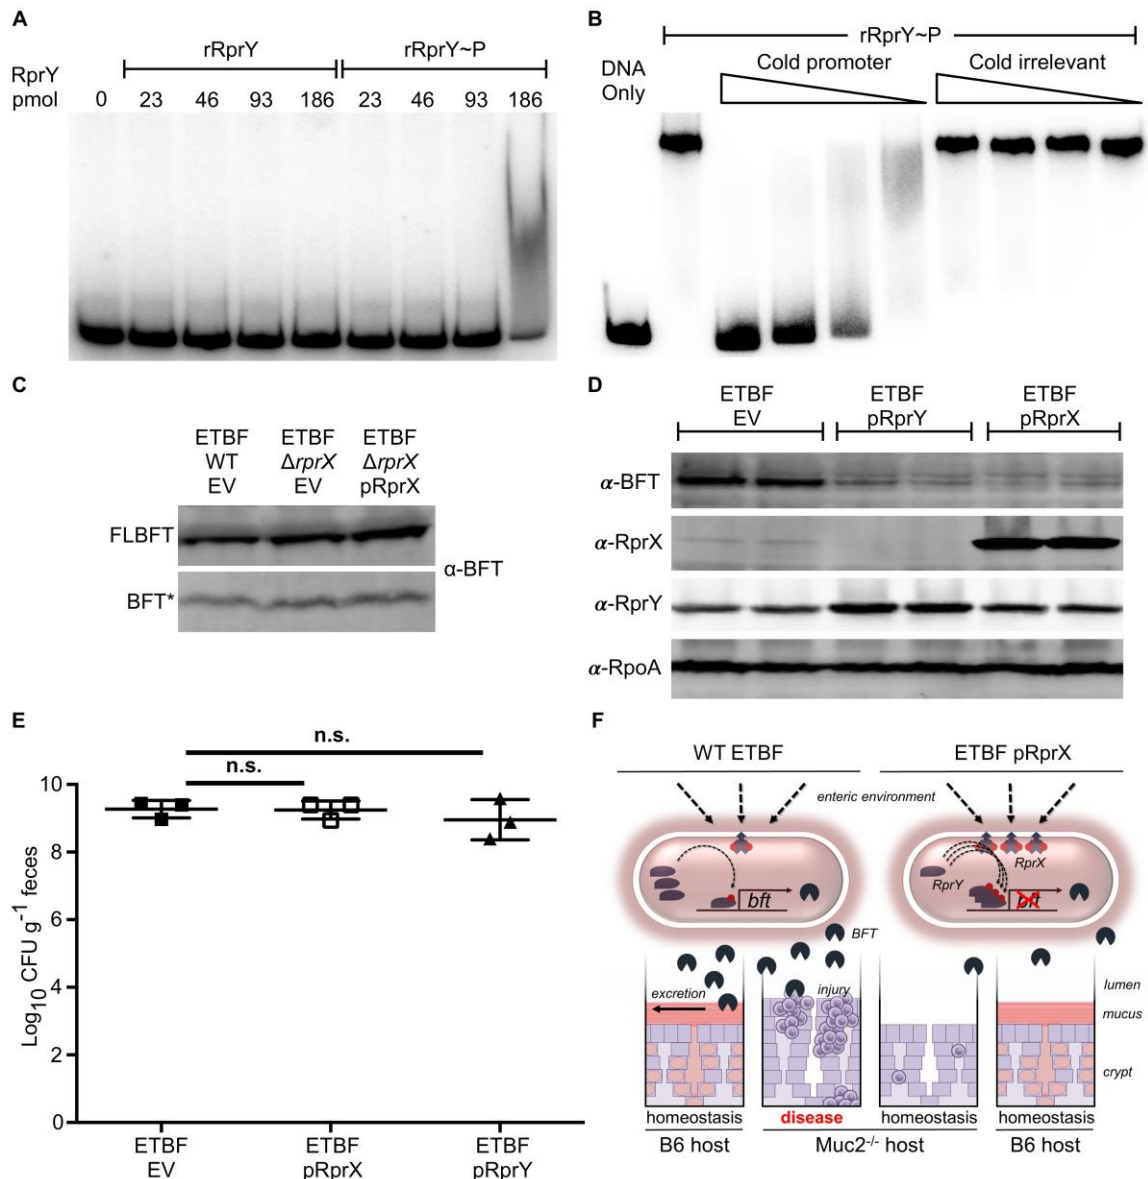 A
rRprY rRprY~P
RprY
pmol 0 23 46 93 186 23 46 93 186
B
rRprY~P
DNA Only Cold promoter Cold irrelevant
C
ETBF WT EV
ETBF ΔrprX EV
ETBF ΔrprX pRprX
FLBFT
BFT*
α-BFT
D
ETBF EV
ETBF pRprY
ETBF pRprX
α-BFT
α-RprX
α-RprY
α-RpoA
E
n.s.
n.s.
Log10 CFU g-1 feces
10
8
6
4
2
0
ETBF EV
ETBF pRprX
ETBF pRprY
F
WT ETBF ETBF pRprX
enteric environment
RprX
RprY
bft bft
BFT
excretion injury lumen
mucus
crypt
homeostasis disease homeostasis homeostasis
B6 host Muc2-/- host B6 host